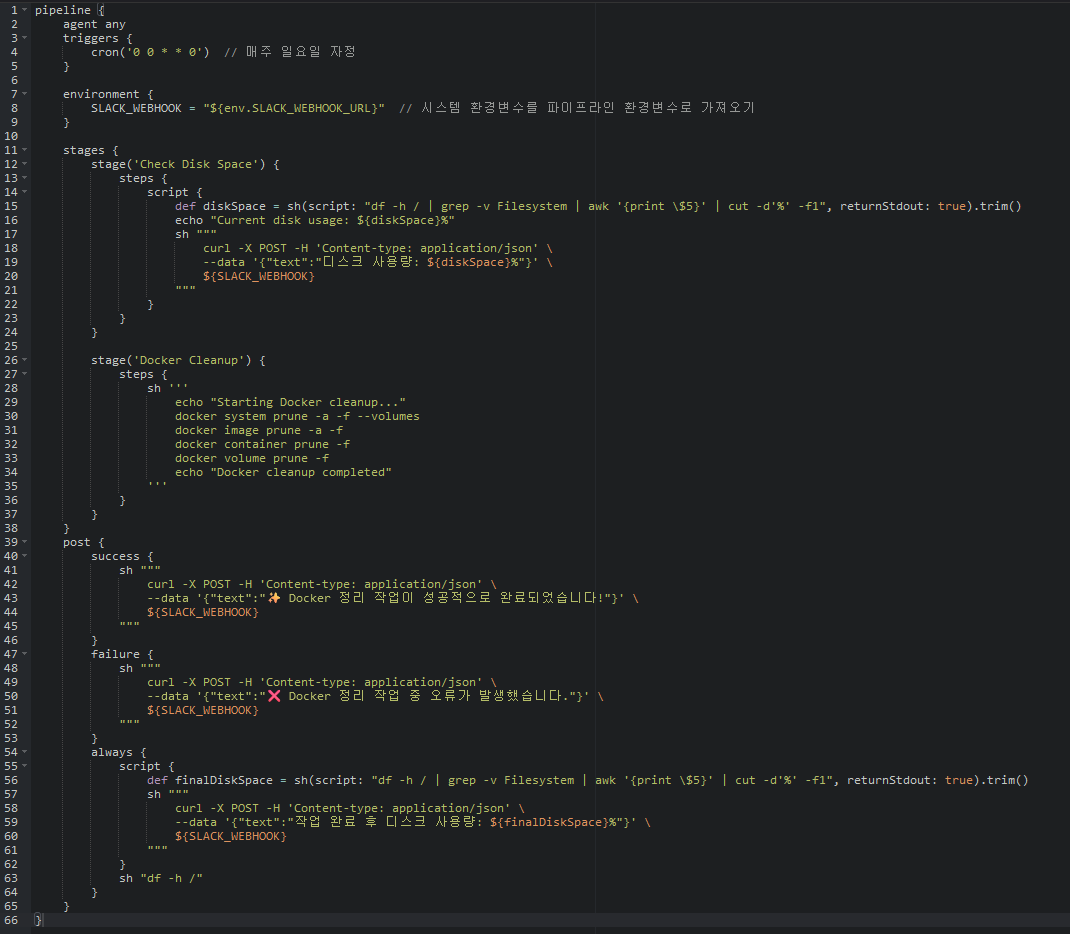 1 pipeline {
2     agent any
3     triggers {
4         cron('0 0 * * 0')  // 매주 일요일 자정
5     }
6
7     environment {
8         SLACK_WEBHOOK = "${env.SLACK_WEBHOOK_URL}"  // 시스템 환경변수를 파이프라인 환경변수로 가져오기
9     }
10
11     stages {
12         stage('Check Disk Space') {
13             steps {
14                 script {
15                     def diskSpace = sh(script: "df -h / | grep -v Filesystem | awk '{print \$5}' | cut -d'%' -f1", returnStdout: true).trim()
16                     echo "Current disk usage: ${diskSpace}%"
17                     sh """
18                         curl -X POST -H 'Content-type: application/json' \
19                         --data '{"text":"디스크 사용량: ${diskSpace}%"}' \
20                         ${SLACK_WEBHOOK}
21                     """
22                 }
23             }
24         }
25
26         stage('Docker Cleanup') {
27             steps {
28                 sh '''
29                     echo "Starting Docker cleanup..."
30                     docker system prune -a -f --volumes
31                     docker image prune -a -f
32                     docker container prune -f
33                     docker volume prune -f
34                     echo "Docker cleanup completed"
35                 '''
36             }
37         }
38     }
39     post {
40         success {
41             sh """
42                 curl -X POST -H 'Content-type: application/json' \
43                 --data '{"text":"✨ Docker 정리 작업이 성공적으로 완료되었습니다!"}' \
44                 ${SLACK_WEBHOOK}
45             """
46         }
47         failure {
48             sh """
49                 curl -X POST -H 'Content-type: application/json' \
50                 --data '{"text":"❌ Docker 정리 작업 중 오류가 발생했습니다."}' \
51                 ${SLACK_WEBHOOK}
52             """
53         }
54         always {
55             script {
56                 def finalDiskSpace = sh(script: "df -h / | grep -v Filesystem | awk '{print \$5}' | cut -d'%' -f1", returnStdout: true).trim()
57                 sh """
58                     curl -X POST -H 'Content-type: application/json' \
59                     --data '{"text":"작업 완료 후 디스크 사용량: ${finalDiskSpace}%"}' \
60                     ${SLACK_WEBHOOK}
61                 """
62             }
63             sh "df -h /"
64         }
65     }
66 }